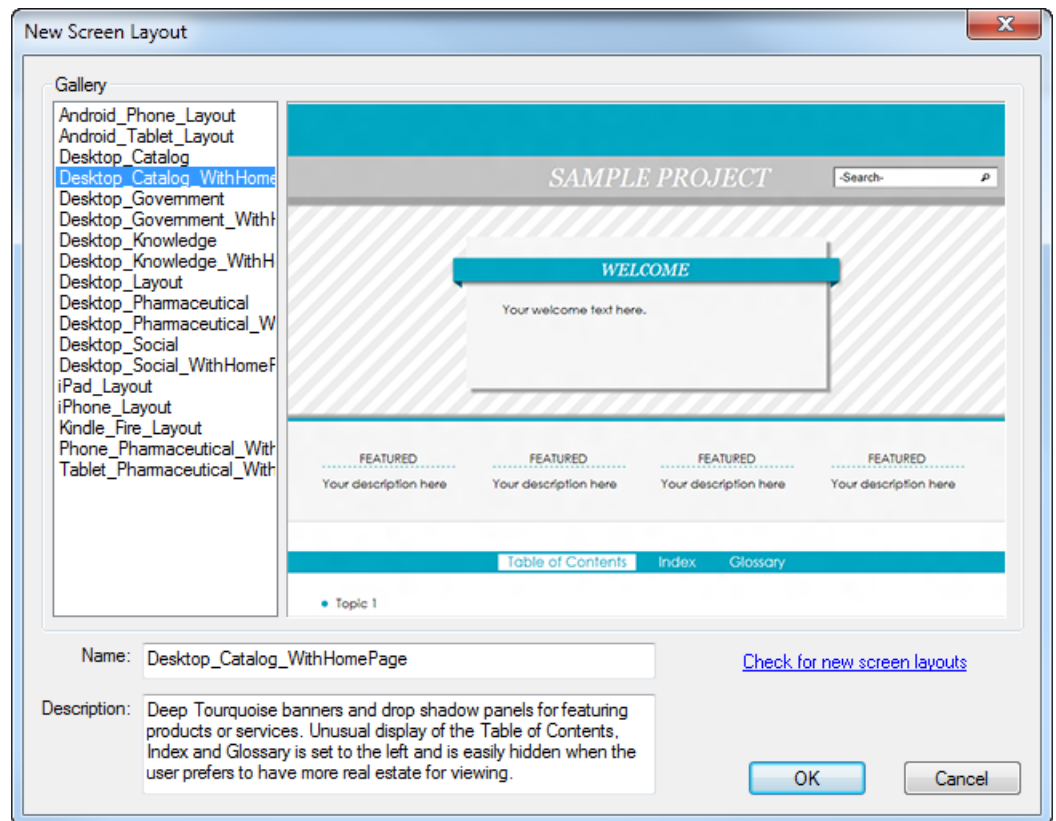 New Screen Layout
Gallery
Android_Phone_Layout
Android_Tablet_Layout
Desktop_Catalog
Desktop_Catalog_WithHome
Desktop_Government
Desktop_Government_WithH
Desktop_Knowledge
Desktop_Knowledge_WithH
Desktop_Layout
Desktop_Pharmaceutical
Desktop_Pharmaceutical_W
Desktop_Social
Desktop_Social_WithHomeP
iPad_Layout
iPhone_Layout
Kindle_Fire_Layout
Phone_Pharmaceutical_With
Tablet_Pharmaceutical_With
SAMPLE PROJECT
-Search-
WELCOME
Your welcome text here.
FEATURED FEATURED FEATURED FEATURED
Your description here Your description here Your description here Your description here
Table of Contents Index Glossary
• Topic 1
Name: Desktop_Catalog_WithHomePage
Check for new screen layouts
Description: Deep Tourquoise banners and drop shadow panels for featuring
products or services. Unusual display of the Table of Contents,
Index and Glossary is set to the left and is easily hidden when the
user prefers to have more real estate for viewing.
OK Cancel